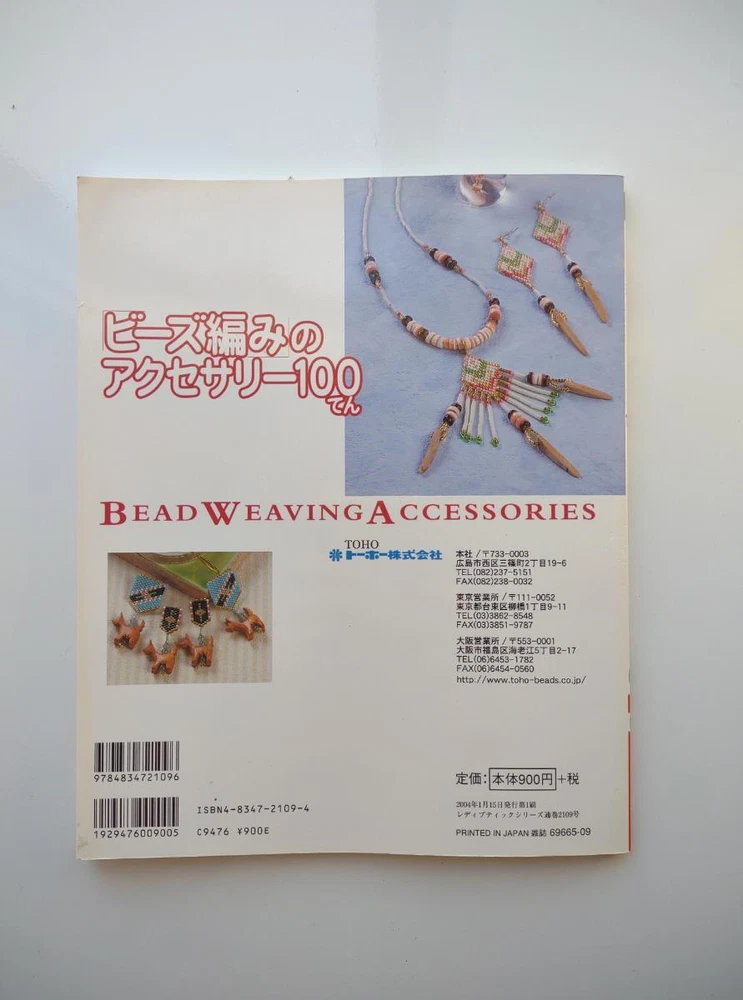 「ビーズ編み」の
アクセサリー100
てん
BEAD WEAVING ACCESSORIES
TOHO
トーホー株式会社
本社/〒733-0003
広島市西区三篠町2丁目19-6
TEL(082)237-5151
FAX(082)238-0032
東京営業所/〒111-0052
東京都台東区柳橋1丁目9-11
TEL(03)3862-8548
FAX(03)3851-9787
大阪営業所/〒553-0001
大阪市福島区海老江5丁目2-17
TEL(06)6453-1782
FAX(06)6454-0560
http://www.toho-beads.co.jp/
9784834721096
1929476009005
ISBN4-8347-2109-4
C9476 ¥900E
定価:本体900円+税
2004年1月15日発行第1刷
レディブティックシリーズ通巻2109号
PRINTED IN JAPAN 雑誌 69665-09